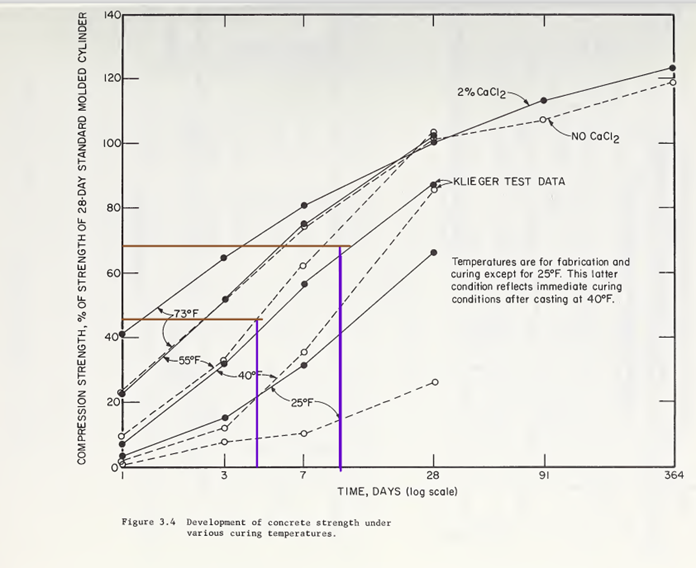 COMPRESSION STRENGTH, % OF STRENGTH OF 28-DAY STANDARD MOLDED CYLINDER
140
120
100
80
60
40
20
0
2% CaCl2
NO CaCl2
KLIEGER TEST DATA
Temperatures are for fabrication and
curing except for 25°F. This latter
condition reflects immediate curing
conditions after casting at 40°F.
73°F
55°F
40°F
25°F
1
3
7
28
91
364
TIME, DAYS (log scale)
Figure 3.4 Development of concrete strength under
various curing temperatures.